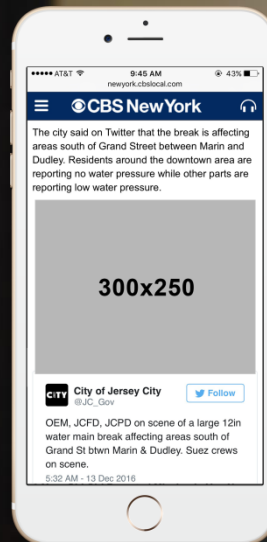 AT&T 9:45 AM 43%
newyork.cbslocal.com
CBS NewYork
The city said on Twitter that the break is affecting
areas south of Grand Street between Marin and
Dudley. Residents around the downtown area are
reporting no water pressure while other parts are
reporting low water pressure.
300x250
CITY City of Jersey City Follow
@JC_Gov
OEM, JCFD, JCPD on scene of a large 12in
water main break affecting areas south of
Grand St btwn Marin & Dudley. Suez crews
on scene.
5:32 AM - 13 Dec 2016